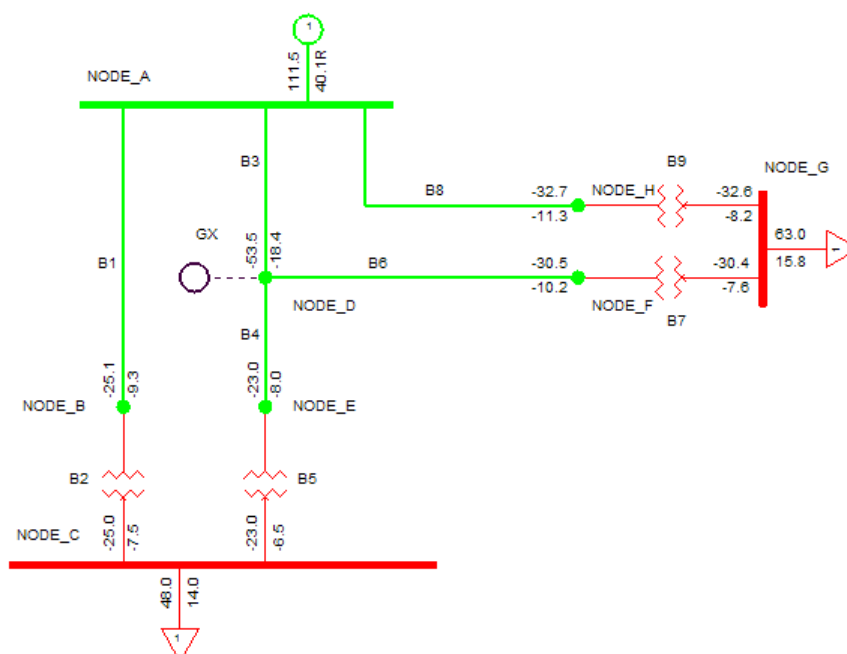 1
111.5
40.1R
NODE_A
B3
B9
NODE_G
B8
-32.7
NODE_H
-32.6
-11.3
-8.2
GX
-53.5
-18.4
63.0
15.8
1
B1
B6
-30.5
-30.4
-10.2
-7.6
NODE_D
NODE_F
B7
B4
-25.1
-9.3
-23.0
-8.0
NODE_B
NODE_E
B2
B5
NODE_C
-25.0
-7.5
-23.0
-6.5
48.0
14.0
1